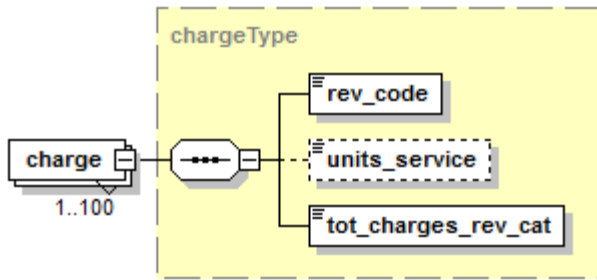 chargeType
rev_code
charge
units_service
1..100
tot_charges_rev_cat